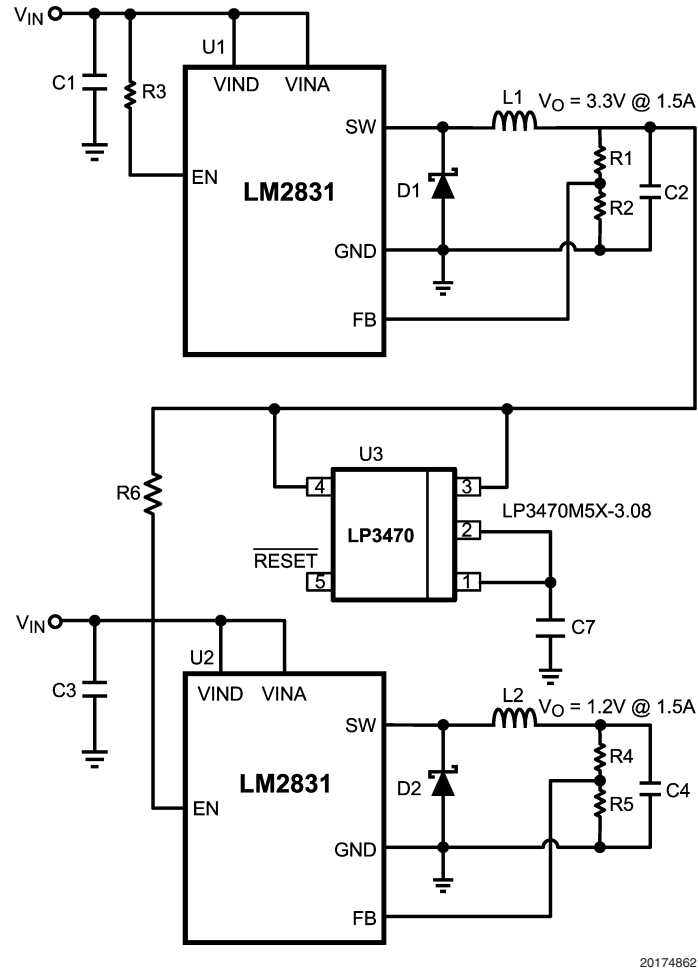 VIN
U1
C1
R3
VIND VINA
SW
L1
VO = 3.3V @ 1.5A
EN
LM2831
D1
R1
R2
C2
GND
FB
U3
R6
4
3
LP3470M5X-3.08
2
LP3470
RESET
5
1
C7
VIN
U2
C3
VIND VINA
SW
L2
VO = 1.2V @ 1.5A
EN
LM2831
D2
R4
R5
C4
GND
FB
20174862